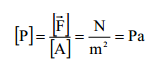 [P] = [F⃗] / [A] = N / m² = Pa